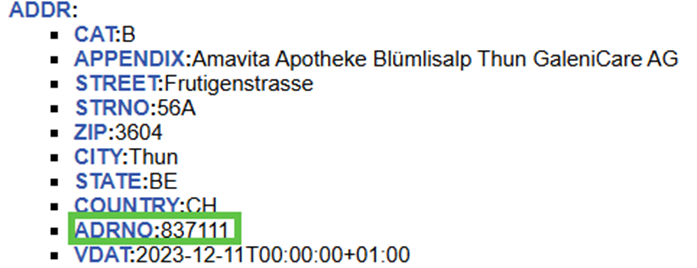 ADDR:
CAT:B
APPENDIX:Amavita Apotheke Blümlisalp Thun GaleniCare AG
STREET:Frutigenstrasse
STRNO:56A
ZIP:3604
CITY:Thun
STATE:BE
COUNTRY:CH
ADRNO:837111
VDAT:2023-12-11T00:00:00+01:00